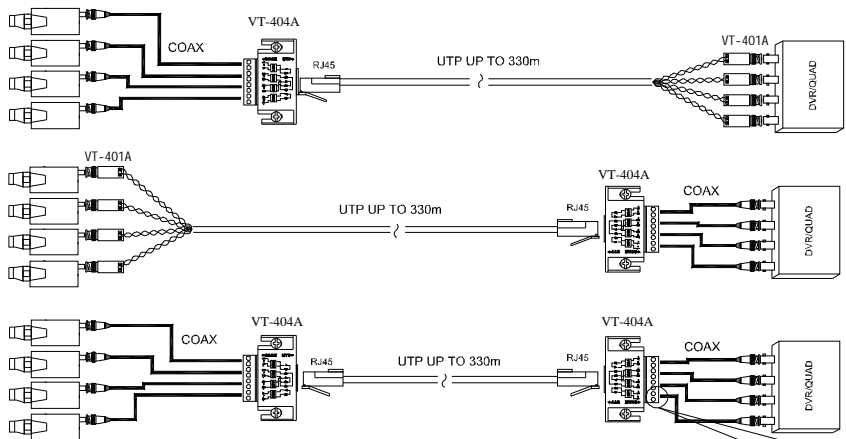 VT-404A
COAX
RJ45
UTP UP TO 330m
VT-401A
DVR/QUAD
VT-401A
UTP UP TO 330m
RJ45
VT-404A
COAX
DVR/QUAD
VT-404A
COAX
RJ45
UTP UP TO 330m
RJ45
VT-404A
COAX
DVR/QUAD